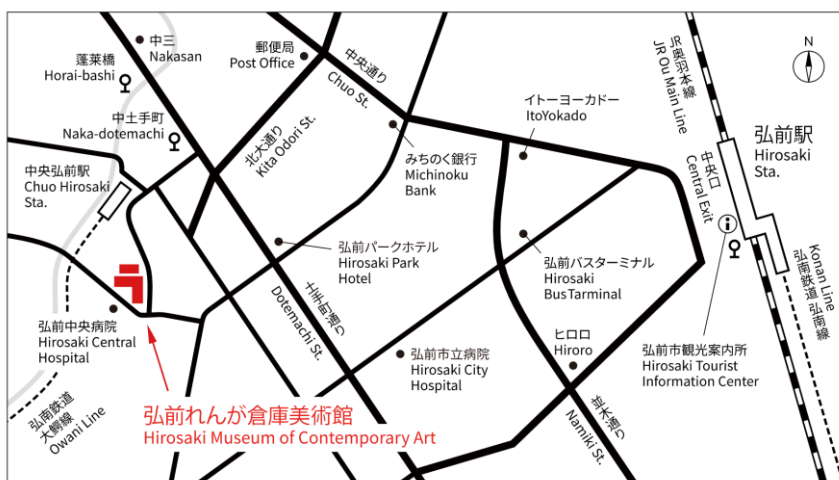 中三
Nakasan
蓬莱橋
Horai-bashi
中土手町
Naka-dotemachi
郵便局
Post Office
中央通り
Chuo St.
北大通り
Kita Odori St.
みちのく銀行
Michinoku
Bank
イトーヨーカドー
ItoYokado
JR奥羽本線
JR Ou Main Line
N
弘前駅
Hirosaki
Sta.
中央口
Central Exit
中央弘前駅
Chuo Hirosaki
Sta.
弘前パークホテル
Hirosaki Park
Hotel
弘前バスターミナル
Hirosaki
BusTarminal
土手町通り
Dotemachi St.
弘前中央病院
Hirosaki Central
Hospital
弘前市立病院
Hirosaki City
Hospital
ヒロロ
Hiroro
弘前市観光案内所
Hirosaki Tourist
Information Center
Konan Line
弘南鉄道 弘南線
並木通り
Namiki St.
弘南鉄道
大鰐線
Owani Line
弘前れんが倉庫美術館
Hirosaki Museum of Contemporary Art